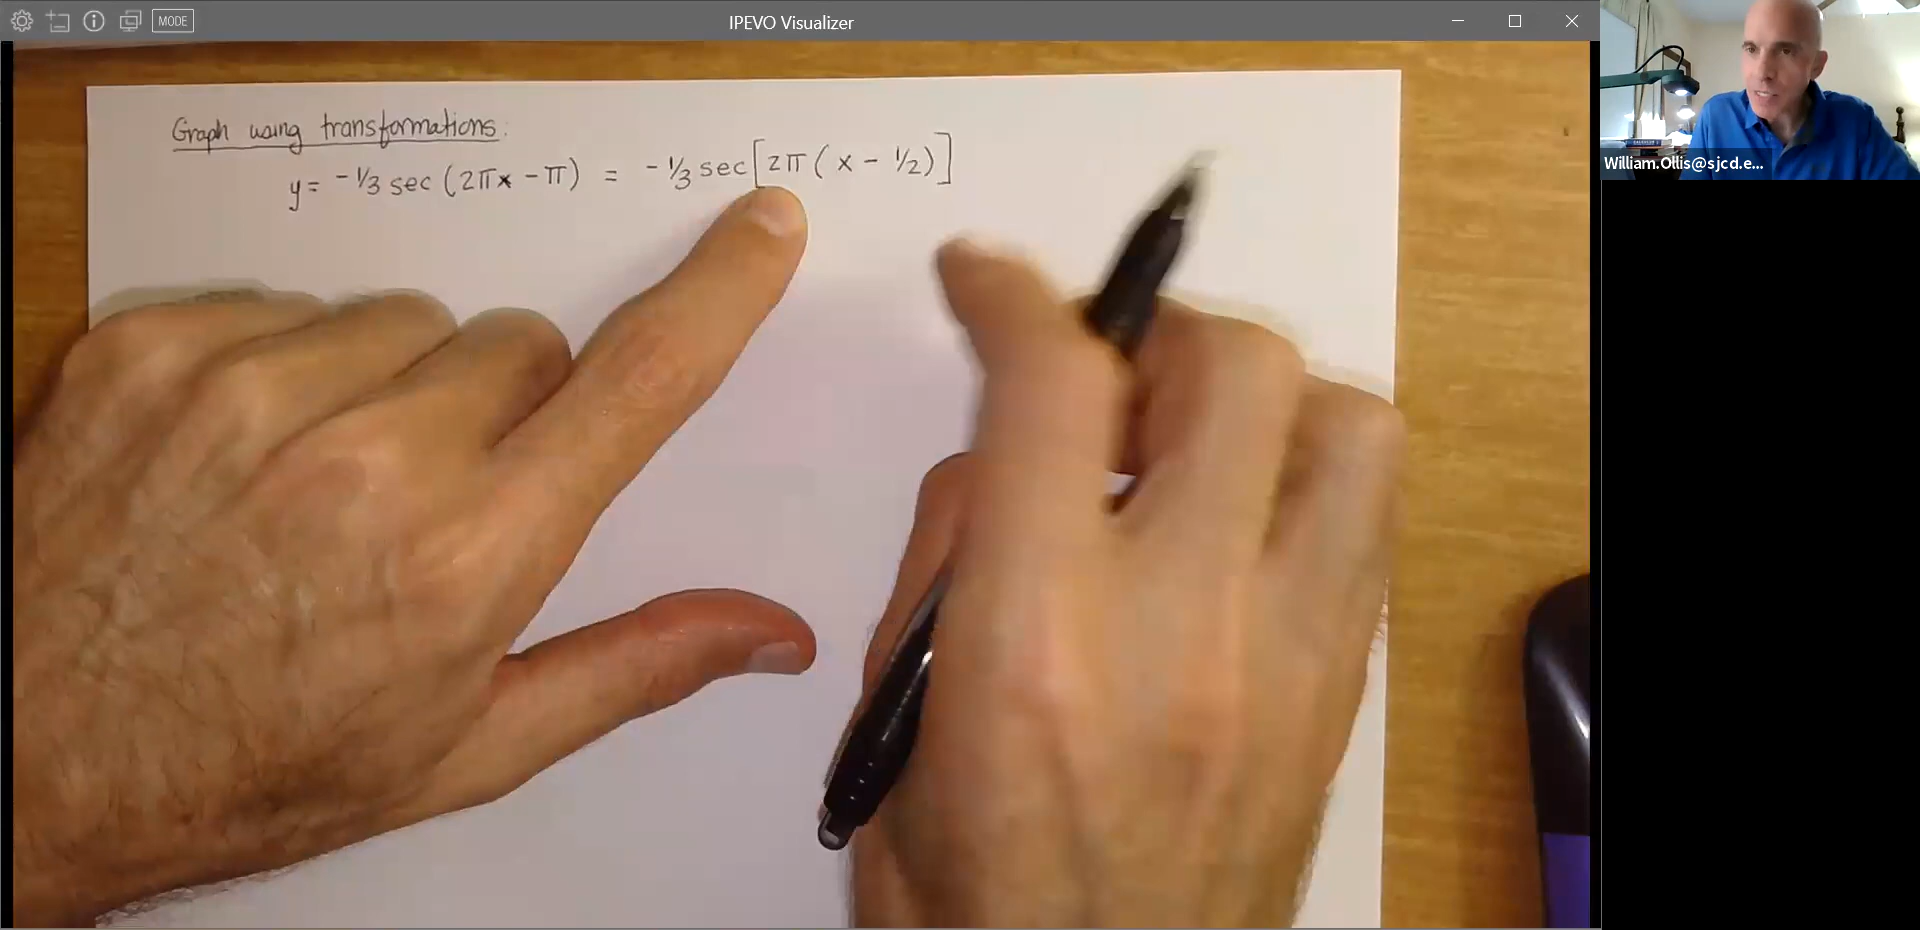 MODE
IPEVO Visualizer
Graph using transformations:
y = -1/3 sec (2πx - π) = -1/3 sec[2π(x - 1/2)]
William.Ollis@sjcd.e...